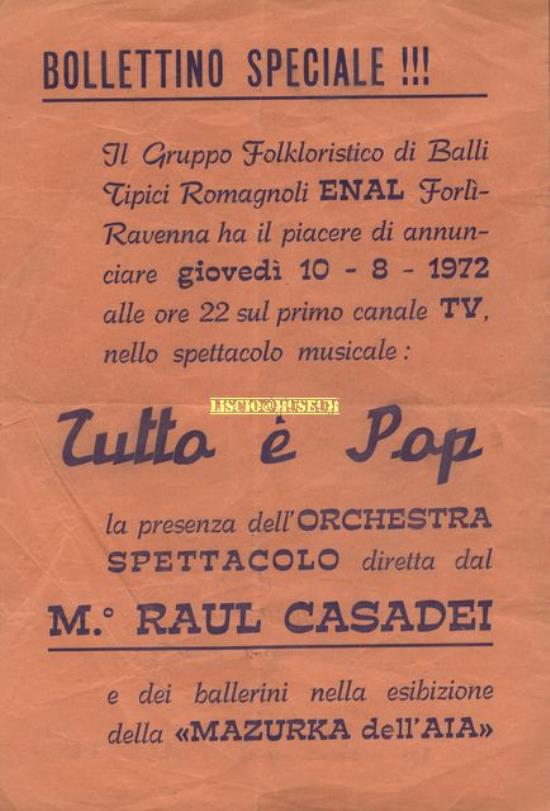 BOLLETTINO SPECIALE !!!
Il Gruppo Folkloristico di Balli
Tipici Romagnoli ENAL Forlì-
Ravenna ha il piacere di annun-
ciare giovedì 10 - 8 - 1972
alle ore 22 sul primo canale TV,
nello spettacolo musicale :
LISCIO@MUSEUM
Tutto è Pop
la presenza dell'ORCHESTRA
SPETTACOLO diretta dal
M.° RAUL CASADEI
e dei ballerini nella esibizione
della «MAZURKA dell'AIA»